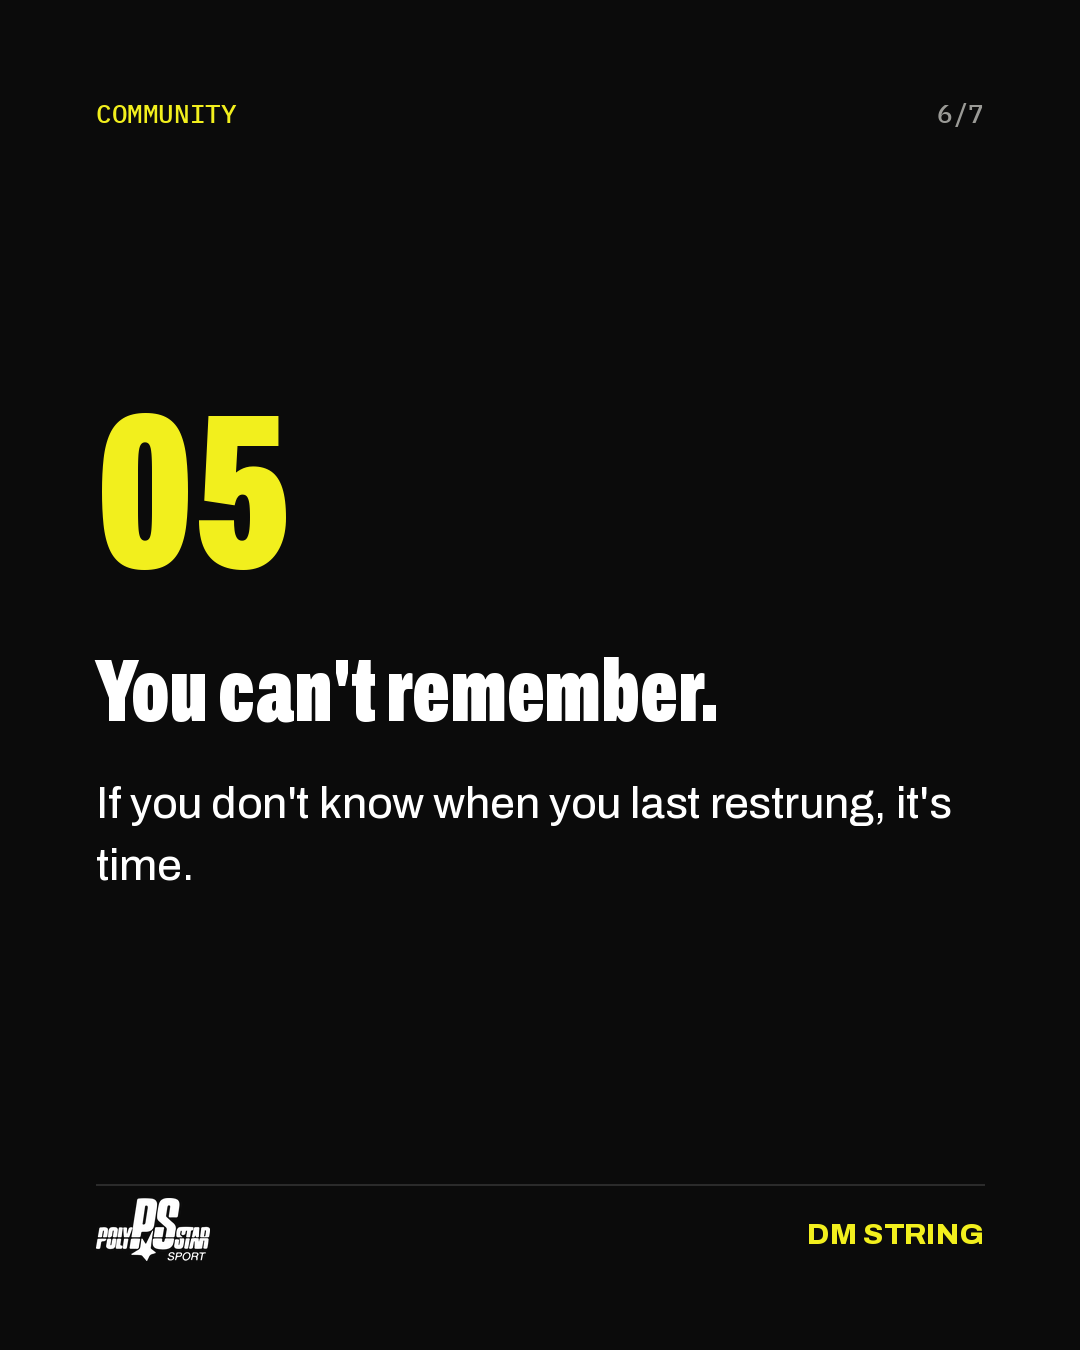 COMMUNITY
6/7
05
You can't remember.
If you don't know when you last restrung, it's
time.
POLY PS STAR
SPORT
DM STRING